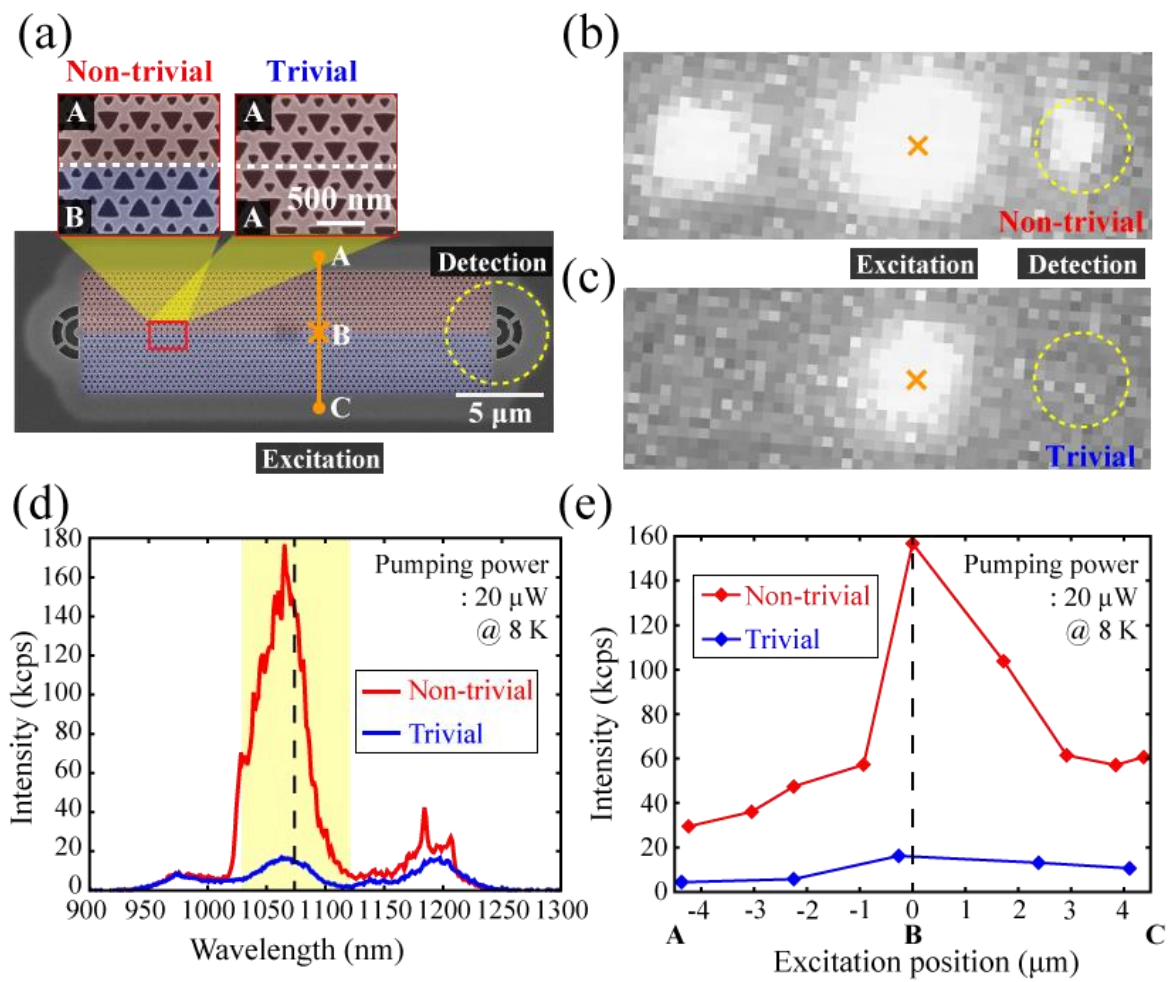 (a)
Non-trivial Trivial
A A
B A
500 nm
A
Detection
B
5 μm
C
Excitation
(b)
Non-trivial
Excitation Detection
(c)
Trivial
(d)
180
160
140
120
100
80
60
40
20
0
900 950 1000 1050 1100 1150 1200 1250 1300
Intensity (kcps)
Wavelength (nm)
Pumping power
: 20 μW
@ 8 K
Non-trivial
Trivial
(e)
160
140
120
100
80
60
40
20
0
-4 -3 -2 -1 0 1 2 3 4
A B C
Intensity (kcps)
Excitation position (μm)
Non-trivial
Trivial
Pumping power
: 20 μW
@ 8 K